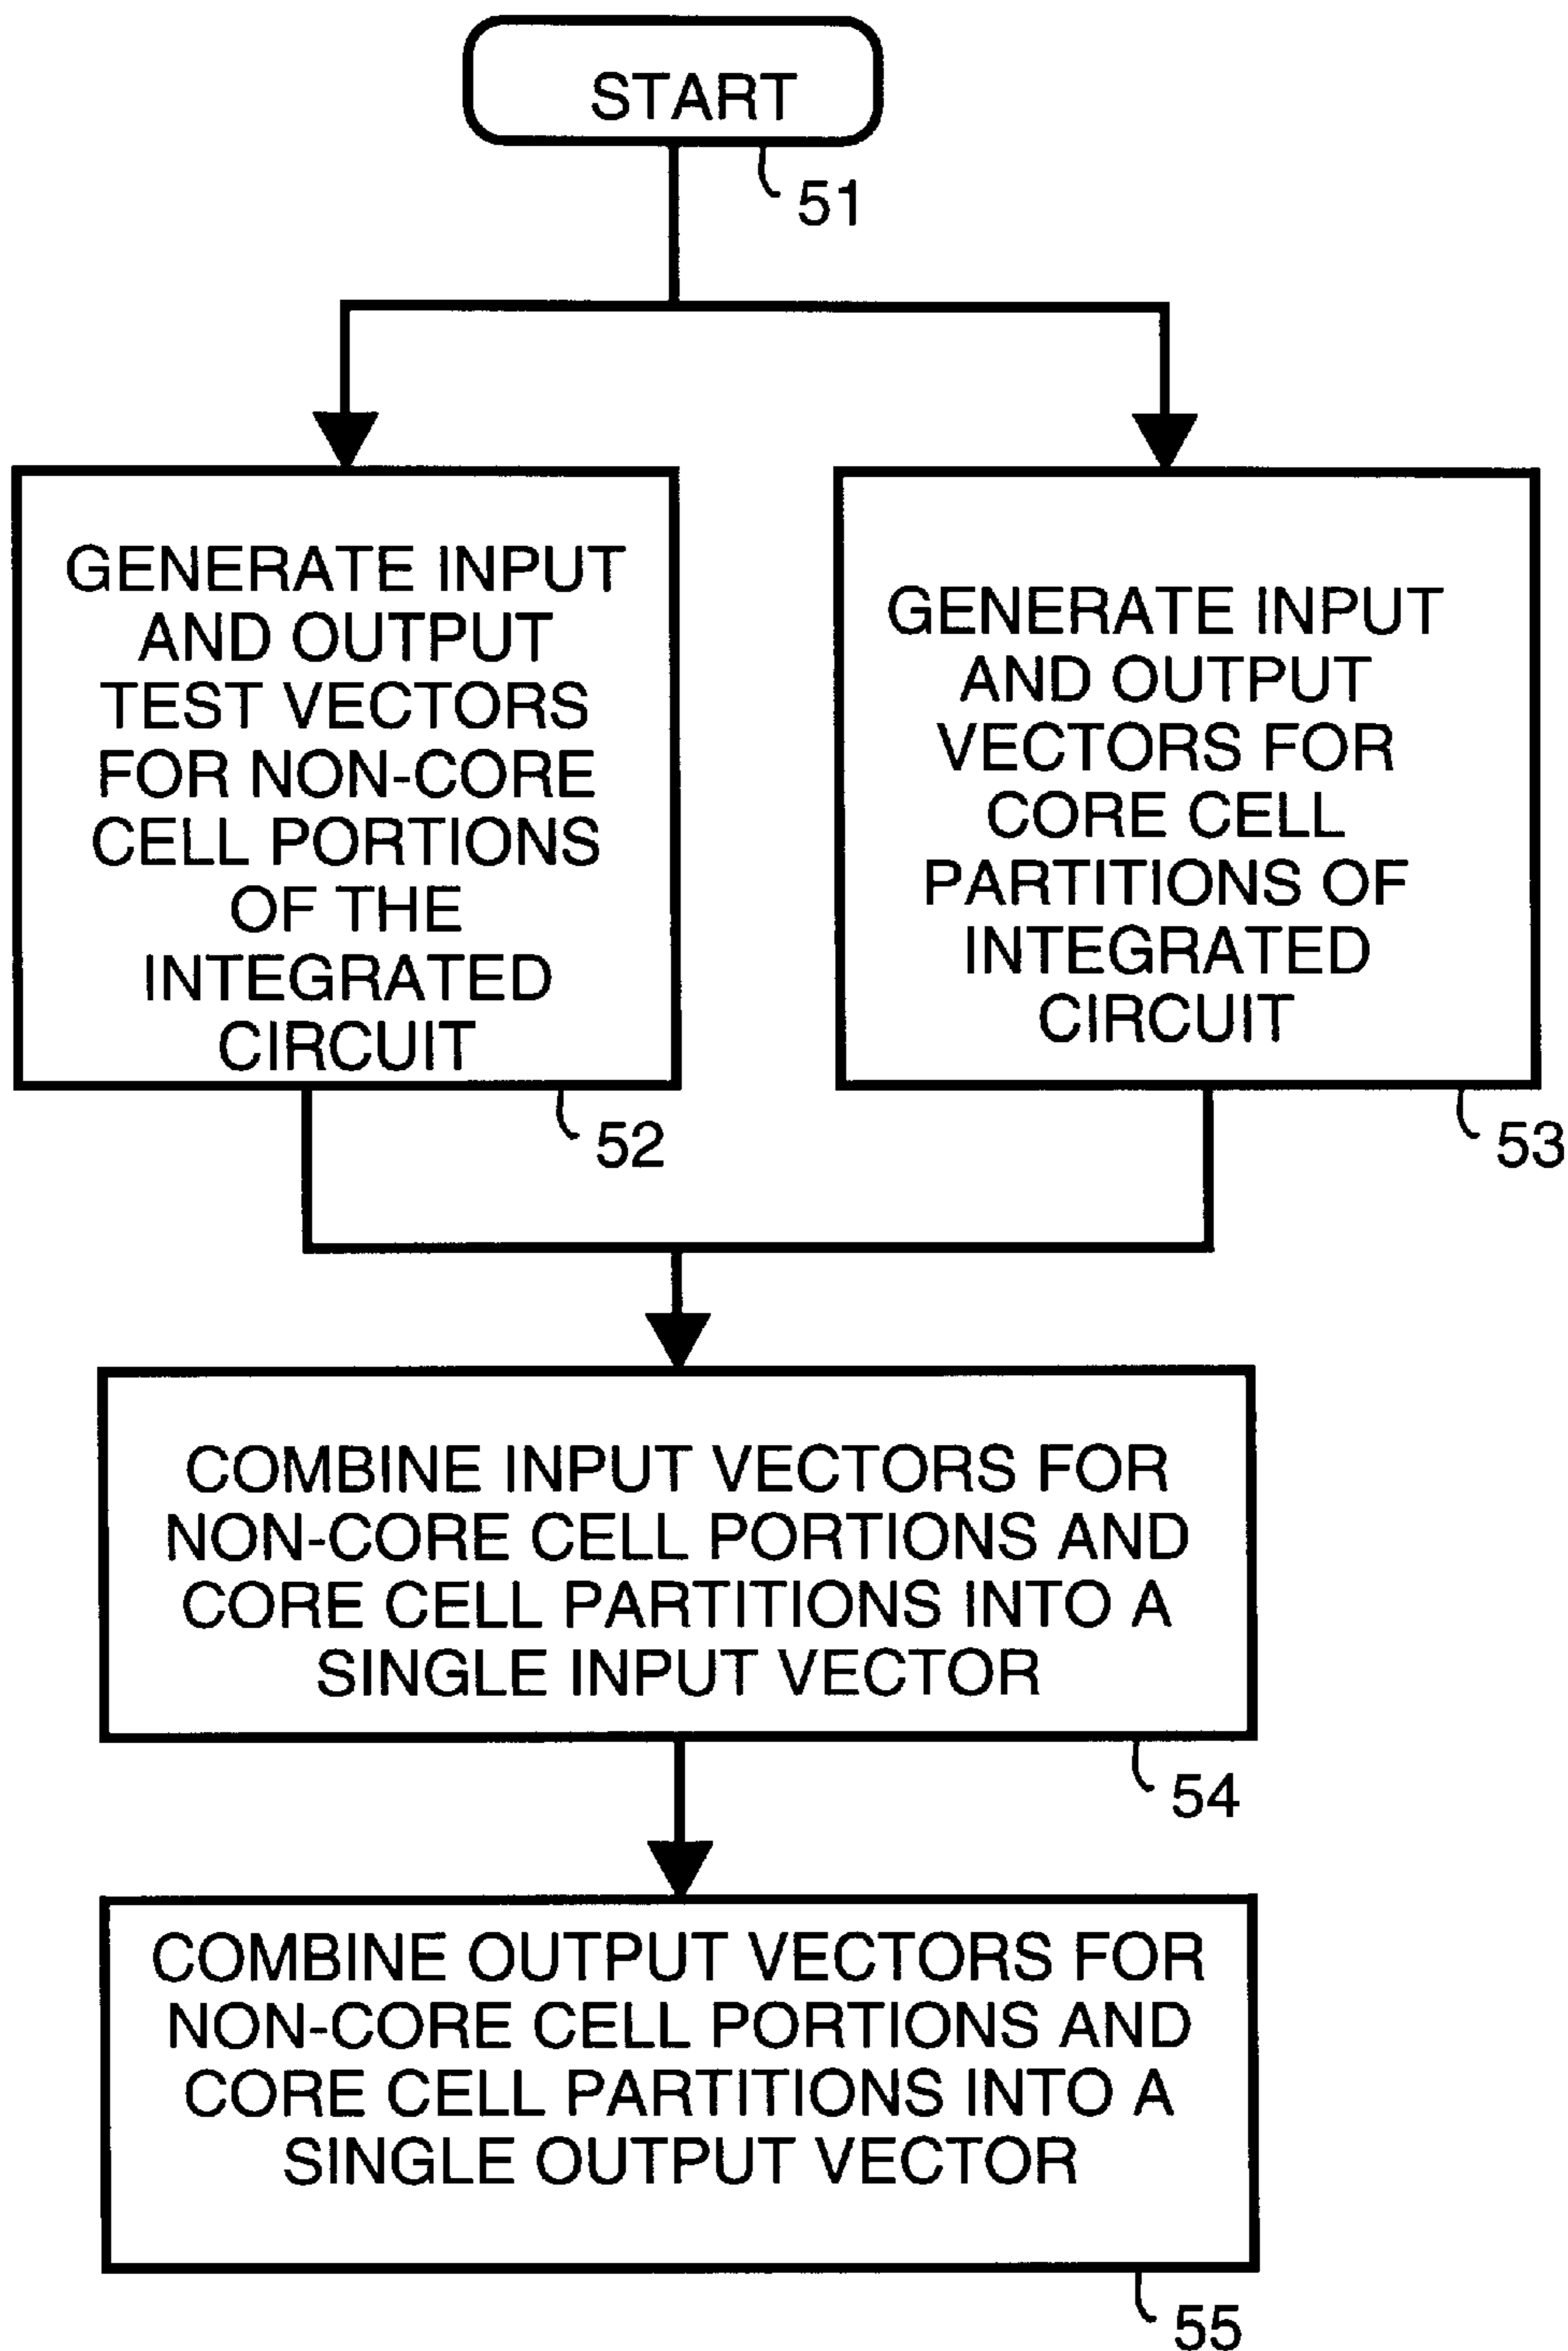 START
51
GENERATE INPUT
AND OUTPUT
TEST VECTORS
FOR NON-CORE
CELL PORTIONS
OF THE
INTEGRATED
CIRCUIT
52
GENERATE INPUT
AND OUTPUT
VECTORS FOR
CORE CELL
PARTITIONS OF
INTEGRATED
CIRCUIT
53
COMBINE INPUT VECTORS FOR
NON-CORE CELL PORTIONS AND
CORE CELL PARTITIONS INTO A
SINGLE INPUT VECTOR
54
COMBINE OUTPUT VECTORS FOR
NON-CORE CELL PORTIONS AND
CORE CELL PARTITIONS INTO A
SINGLE OUTPUT VECTOR
55